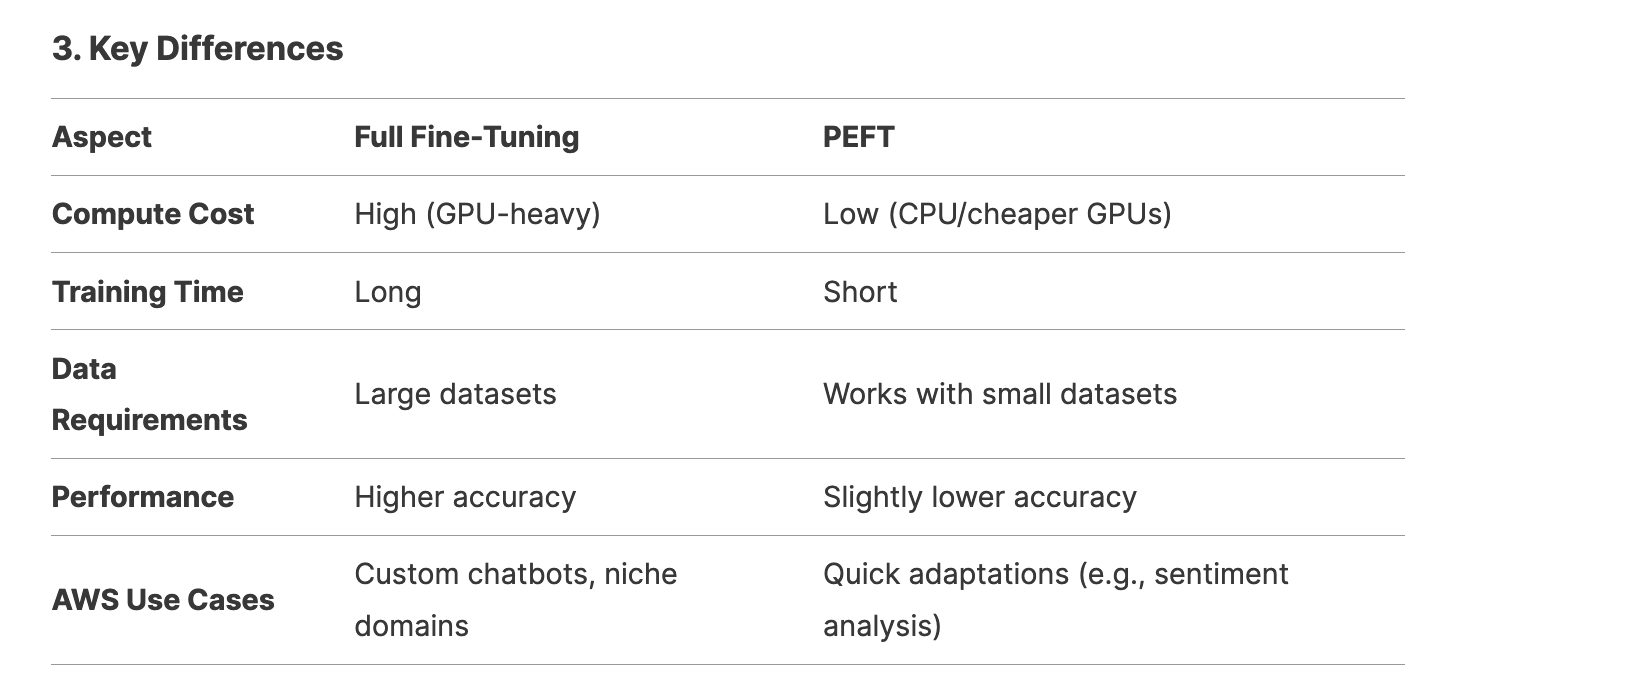 3. Key Differences
Aspect Full Fine-Tuning PEFT
Compute Cost High (GPU-heavy) Low (CPU/cheaper GPUs)
Training Time Long Short
Data
Requirements Large datasets Works with small datasets
Performance Higher accuracy Slightly lower accuracy
AWS Use Cases Custom chatbots, niche Quick adaptations (e.g., sentiment
domains analysis)